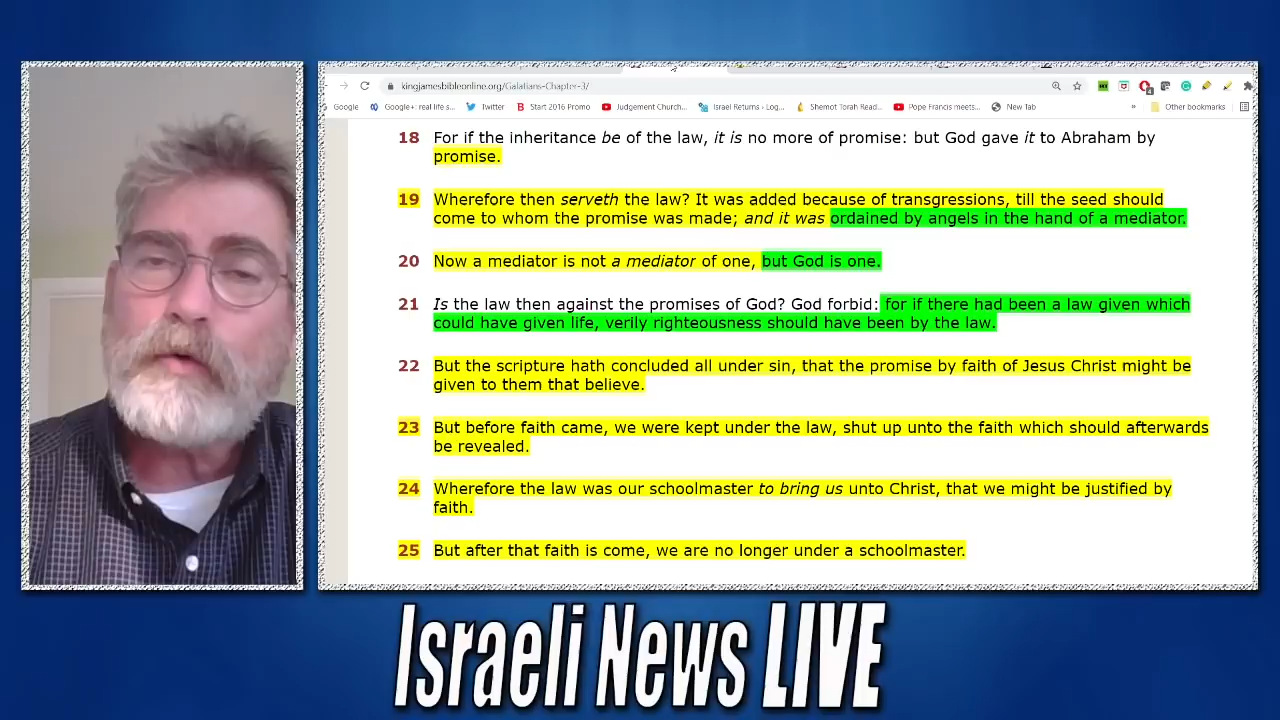 kingjamesbibleonline.org/Galatians-Chapter-3/
Google Google+: real life s... Twitter Start 2016 Promo Judgement Church... Israel Returns › Log... Shemot Torah Read... Pope Francis meets... New Tab » Other bookmarks
18 For if the inheritance be of the law, it is no more of promise: but God gave it to Abraham by
promise.
19 Wherefore then serveth the law? It was added because of transgressions, till the seed should
come to whom the promise was made; and it was ordained by angels in the hand of a mediator.
20 Now a mediator is not a mediator of one, but God is one.
21 Is the law then against the promises of God? God forbid: for if there had been a law given which
could have given life, verily righteousness should have been by the law.
22 But the scripture hath concluded all under sin, that the promise by faith of Jesus Christ might be
given to them that believe.
23 But before faith came, we were kept under the law, shut up unto the faith which should afterwards
be revealed.
24 Wherefore the law was our schoolmaster to bring us unto Christ, that we might be justified by
faith.
25 But after that faith is come, we are no longer under a schoolmaster.
Israeli News LIVE